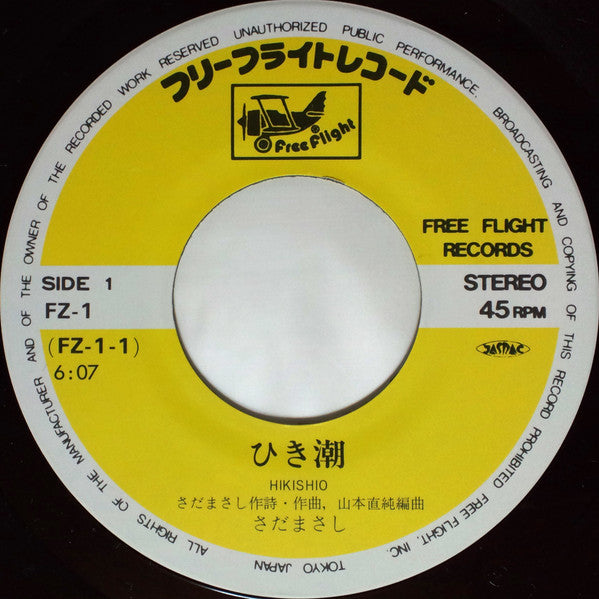 ALL RIGHTS OF THE MANUFACTURER AND OF THE OWNER OF THE RECORDED WORK RESERVED UNAUTHORIZED PUBLIC PERFORMANCE. BROADCASTING AND COPYING OF THIS RECORD PROHIBITED FREE FLIGHT, INC. TOKYO JAPAN
フリーフライトレコード
Free Flight
FREE FLIGHT
RECORDS
SIDE 1
STEREO
FZ-1
45 RPM
(FZ-1-1)
JASRAC
6:07
ひき潮
HIKISHIO
さだまさし作詩・作曲, 山本直純編曲
さだまさし